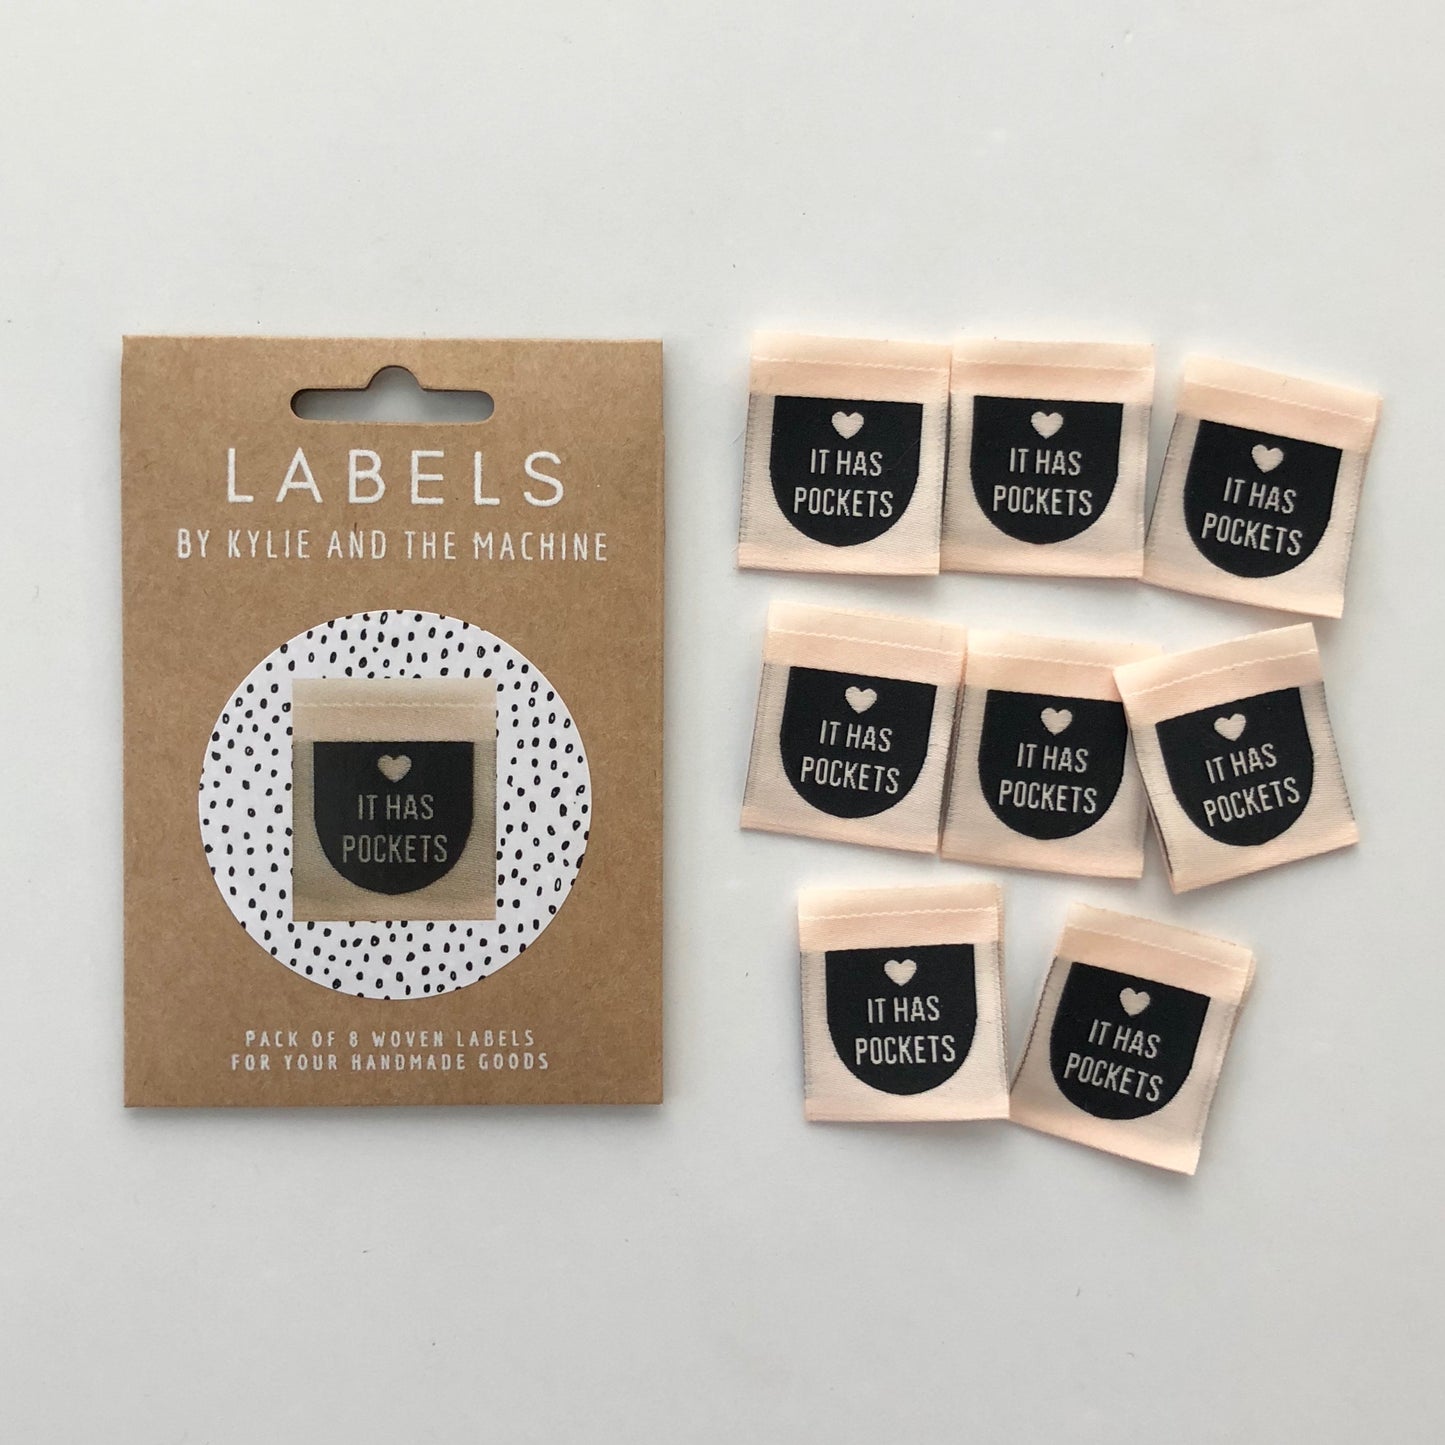 LABELS
BY KYLIE AND THE MACHINE
IT HAS
POCKETS
PACK OF 8 WOVEN LABELS
FOR YOUR HANDMADE GOODS
IT HAS
POCKETS
IT HAS
POCKETS
IT HAS
POCKETS
IT HAS
POCKETS
IT HAS
POCKETS
IT HAS
POCKETS
IT HAS
POCKETS
IT HAS
POCKETS